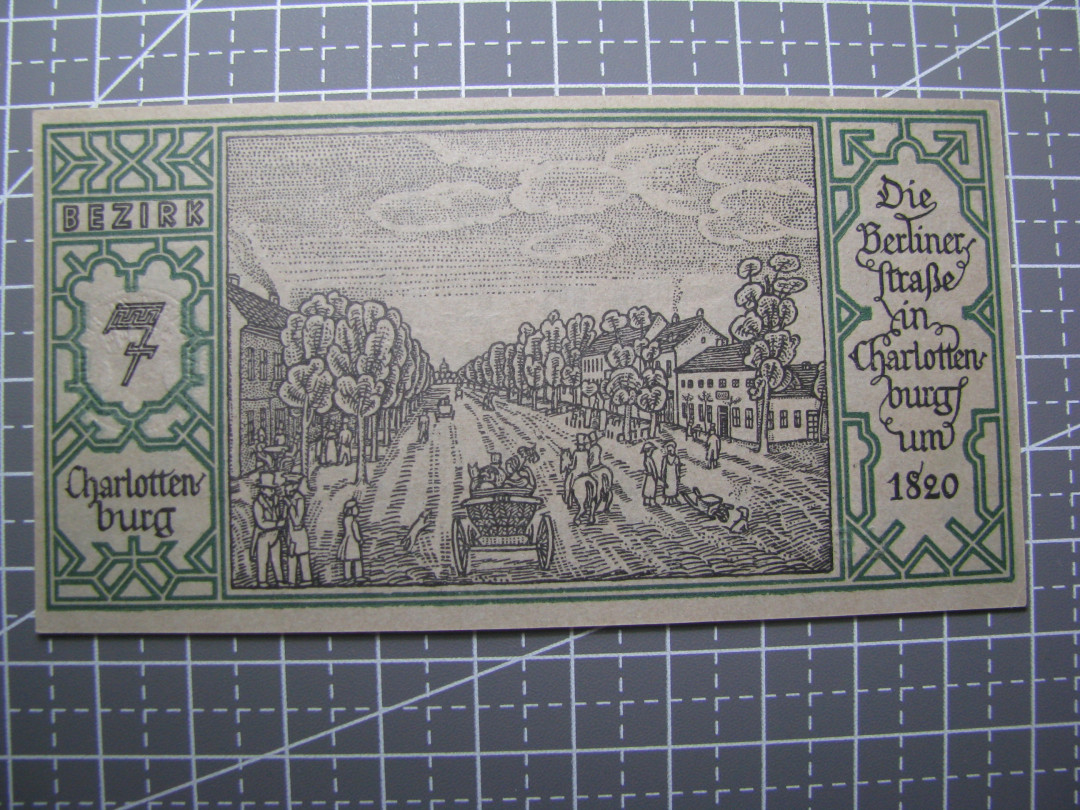 BEZIRK
7
Charlotten-
burg
Die
Berliner-
straße
in
Charlotten-
burg
um
1820